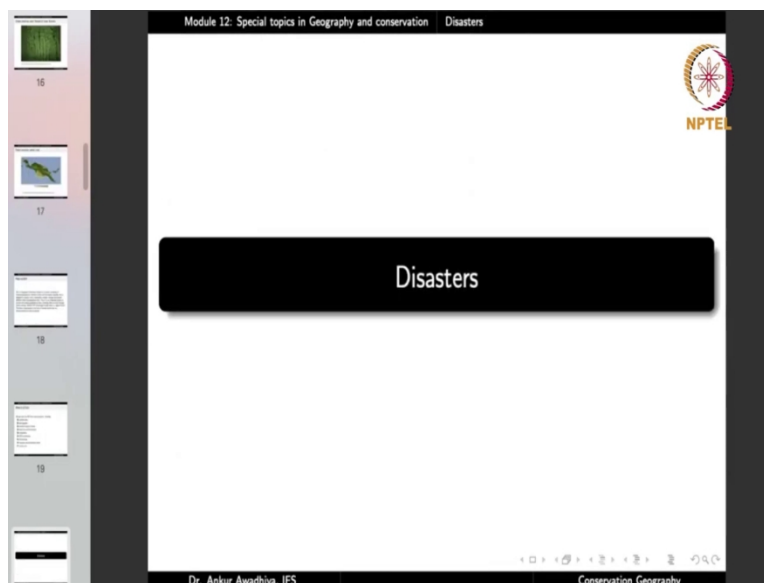 Module 12: Special topics in Geography and conservation Disasters
NPTEL
16
17
18
19
Disasters
Dr. Ankur Awadhiya, IFS Conservation Geography